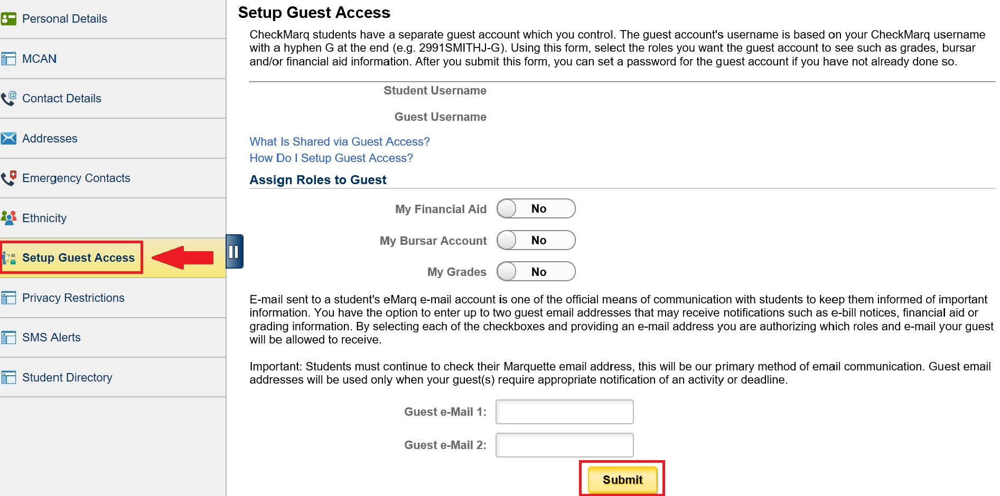 Personal Details
MCAN
Contact Details
Addresses
Emergency Contacts
Ethnicity
Setup Guest Access
Privacy Restrictions
SMS Alerts
Student Directory
Setup Guest Access
CheckMarq students have a separate guest account which you control. The guest account's username is based on your CheckMarq username
with a hyphen G at the end (e.g. 2991SMITHJ-G). Using this form, select the roles you want the guest account to see such as grades, bursar
and/or financial aid information. After you submit this form, you can set a password for the guest account if you have not already done so.
Student Username
Guest Username
What Is Shared via Guest Access?
How Do I Setup Guest Access?
Assign Roles to Guest
My Financial Aid No
My Bursar Account No
My Grades No
E-mail sent to a student's eMarq e-mail account is one of the official means of communication with students to keep them informed of important
information. You have the option to enter up to two guest email addresses that may receive notifications such as e-bill notices, financial aid or
grading information. By selecting each of the checkboxes and providing an e-mail address you are authorizing which roles and e-mail your guest
will be allowed to receive.
Important: Students must continue to check their Marquette email address, this will be our primary method of email communication. Guest email
addresses will be used only when your guest(s) require appropriate notification of an activity or deadline.
Guest e-Mail 1:
Guest e-Mail 2:
Submit